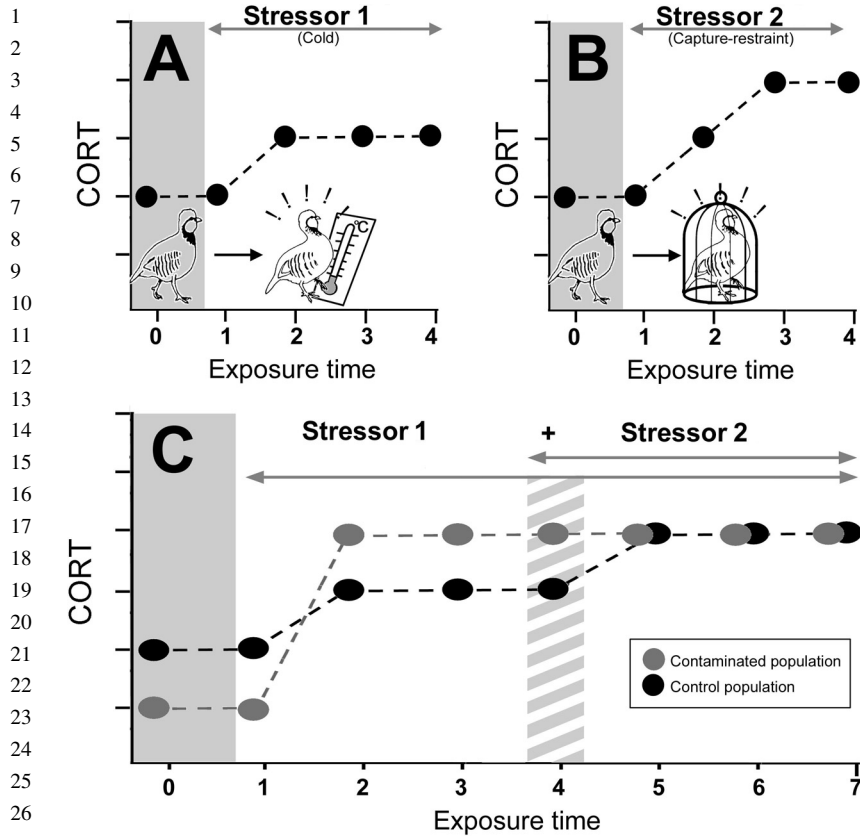 1
2
3
4
5
6
7
8
9
10
11
12
13
14
15
16
17
18
19
20
21
22
23
24
25
26
Stressor 1
(Cold)
A
CORT
! ! ! ! !
°C
0 1 2 3 4
Exposure time
Stressor 2
(Capture-restraint)
B
CORT
0 1 2 3 4
Exposure time
Stressor 1 + Stressor 2
C
CORT
Contaminated population
Control population
0 1 2 3 4 5 6 7
Exposure time